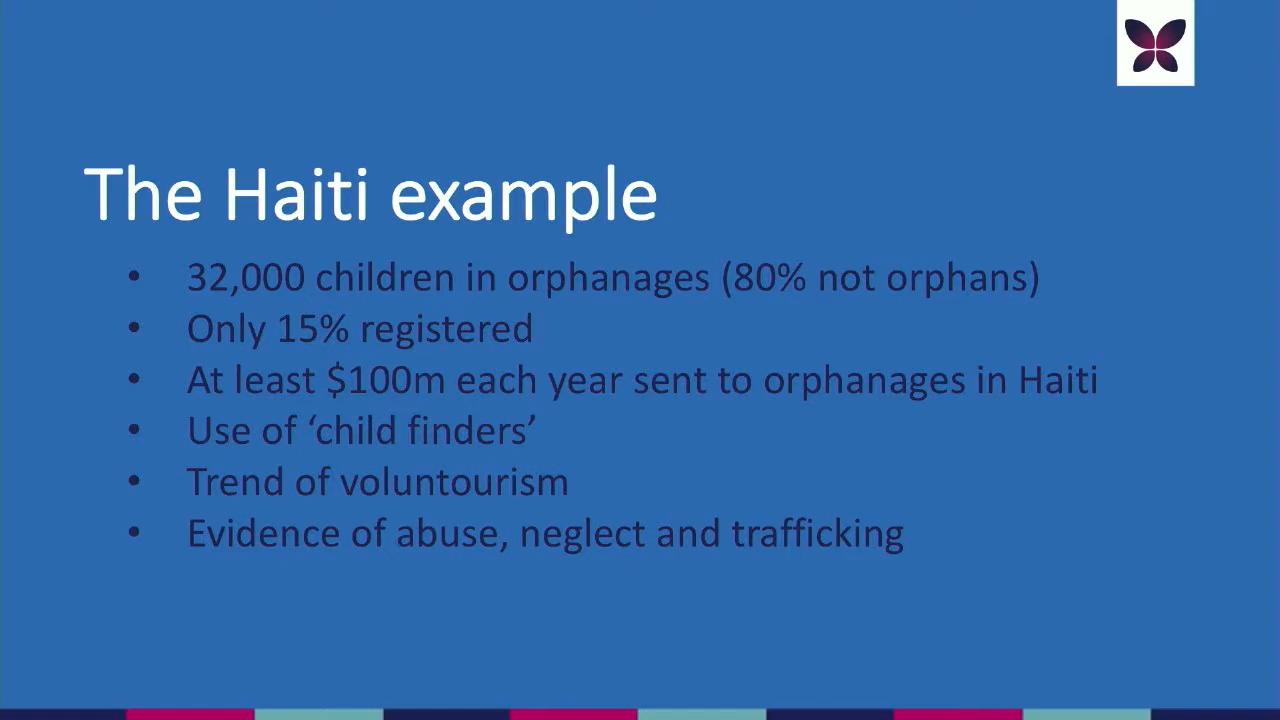 The Haiti example
• 32,000 children in orphanages (80% not orphans)
• Only 15% registered
• At least $100m each year sent to orphanages in Haiti
• Use of ‘child finders’
• Trend of voluntourism
• Evidence of abuse, neglect and trafficking